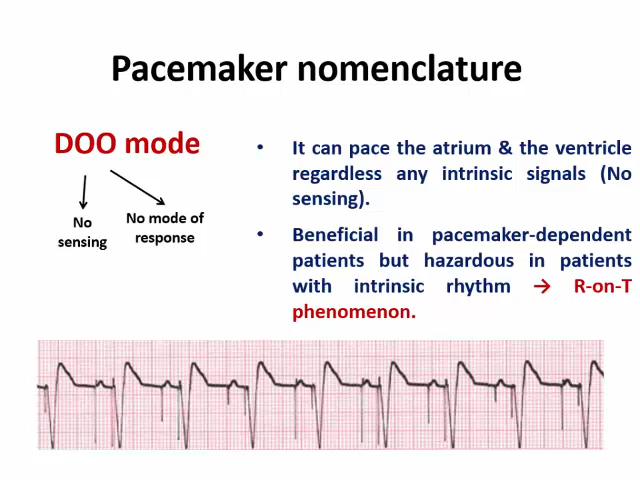 Pacemaker nomenclature
DOO mode
No
sensing
No mode of
response
• It can pace the atrium & the ventricle
regardless any intrinsic signals (No
sensing).
• Beneficial in pacemaker-dependent
patients but hazardous in patients
with intrinsic rhythm → R-on-T
phenomenon.